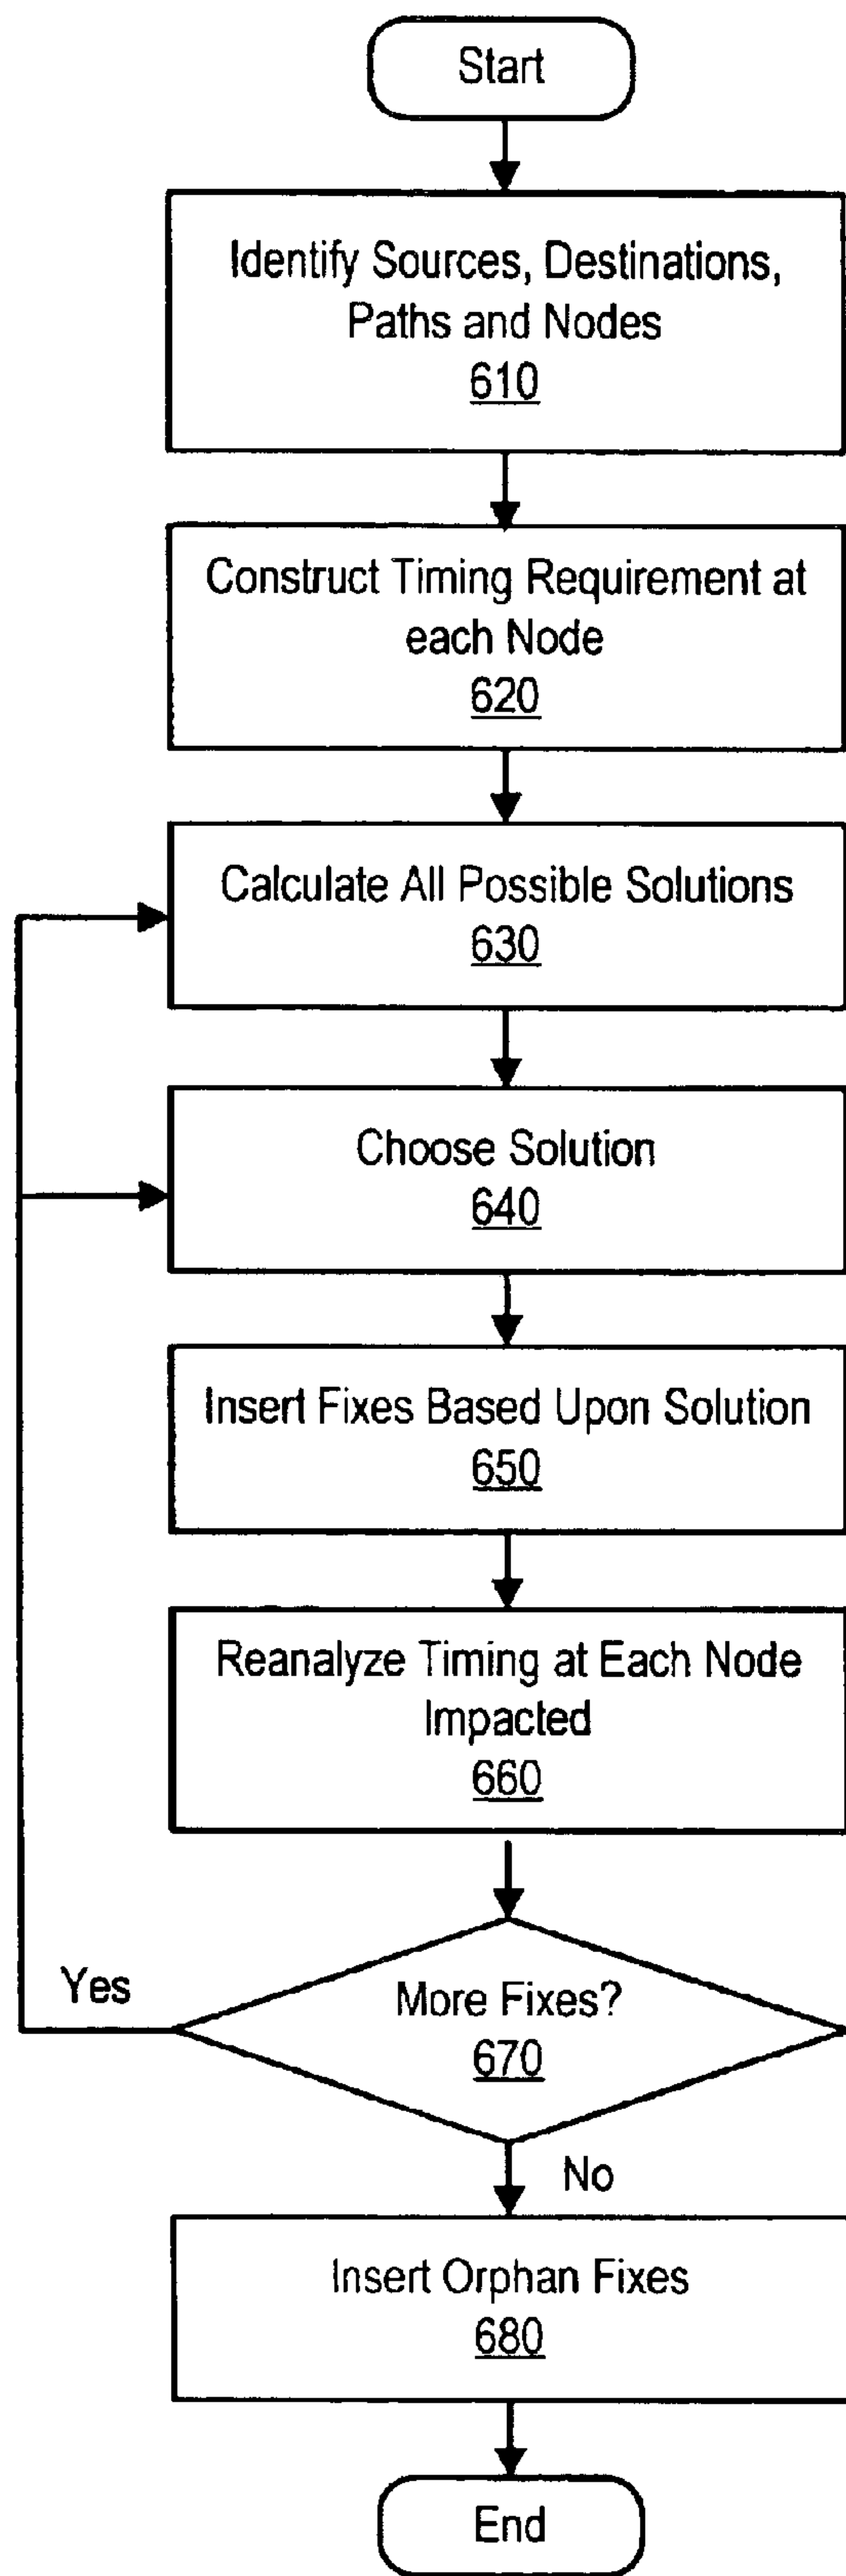 Start
Identify Sources, Destinations,
Paths and Nodes
610
Construct Timing Requirement at
each Node
620
Calculate All Possible Solutions
630
Choose Solution
640
Insert Fixes Based Upon Solution
650
Reanalyze Timing at Each Node
Impacted
660
Yes
More Fixes?
670
No
Insert Orphan Fixes
680
End